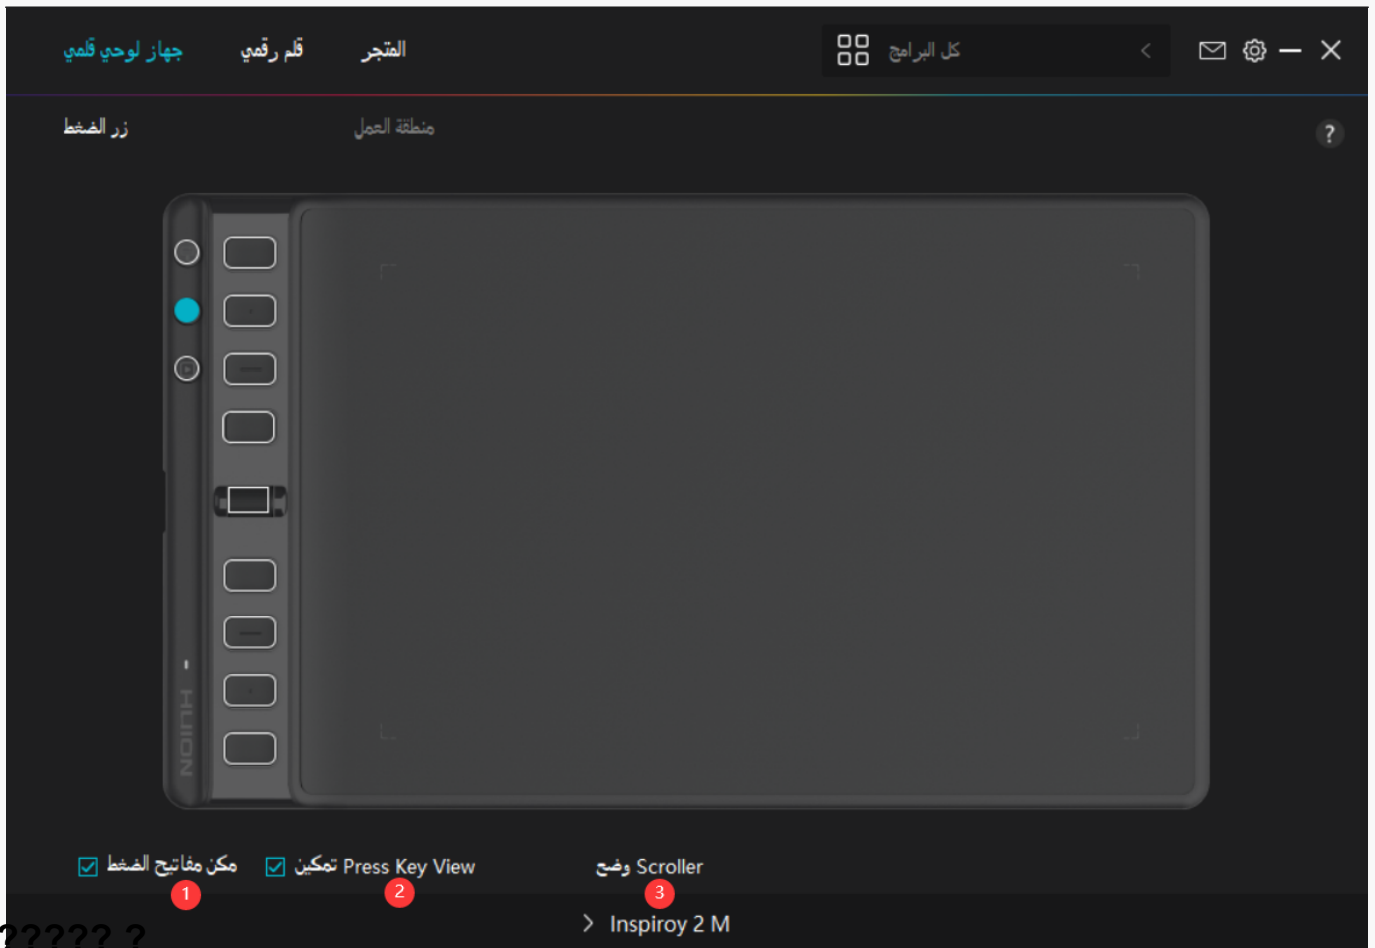 جهاز لوحي قلمي
قلم رقمي
المتجر
كل البرامج
زر الضغط
منطقة العمل
?
HUION
مكن مفاتيح الضغط
تمكين Press Key View
وضح Scroller
1
2
3
Inspiroy 2 M
????? ?